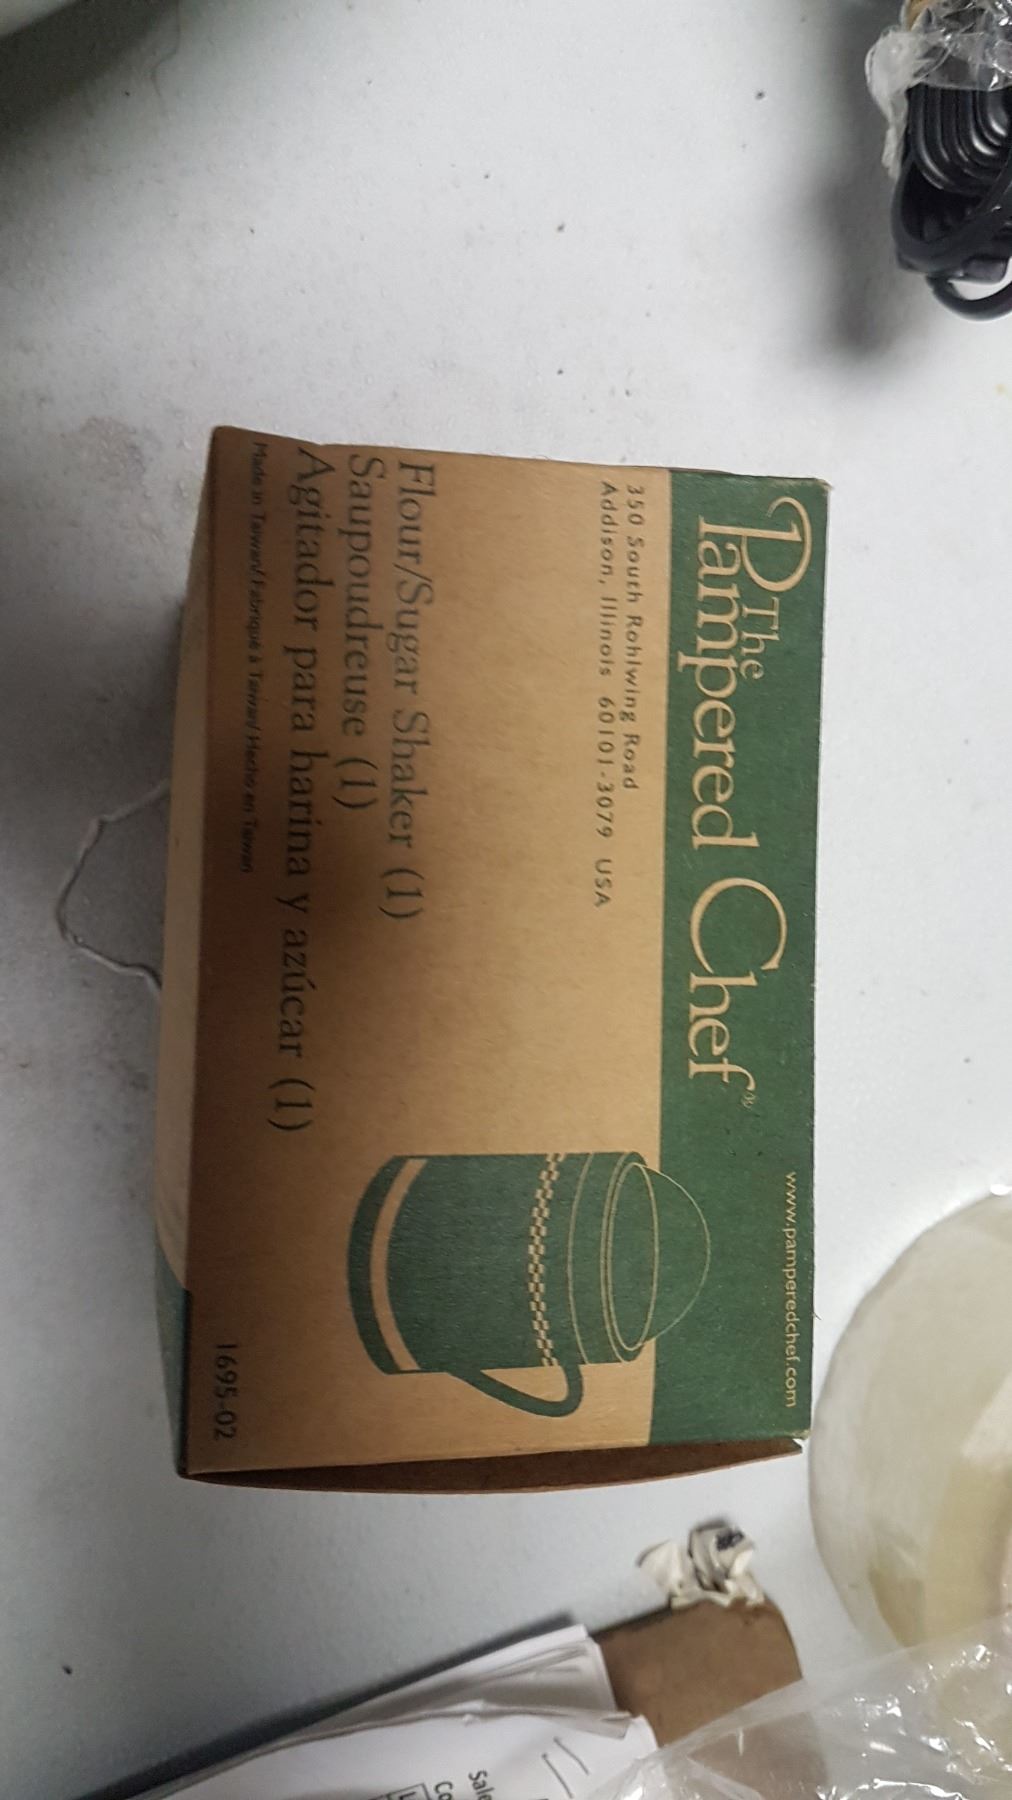 The
Pampered Chef®
www.pamperedchef.com
350 South Rohlwing Road
Addison, Illinois 60101-3079 USA
Flour/Sugar Shaker (1)
Saupoudreuse (1)
Agitador para harina y azúcar (1)
Made in Taiwan/ Fabriqué à Taiwan/ Hecho en Taiwan
1695-02